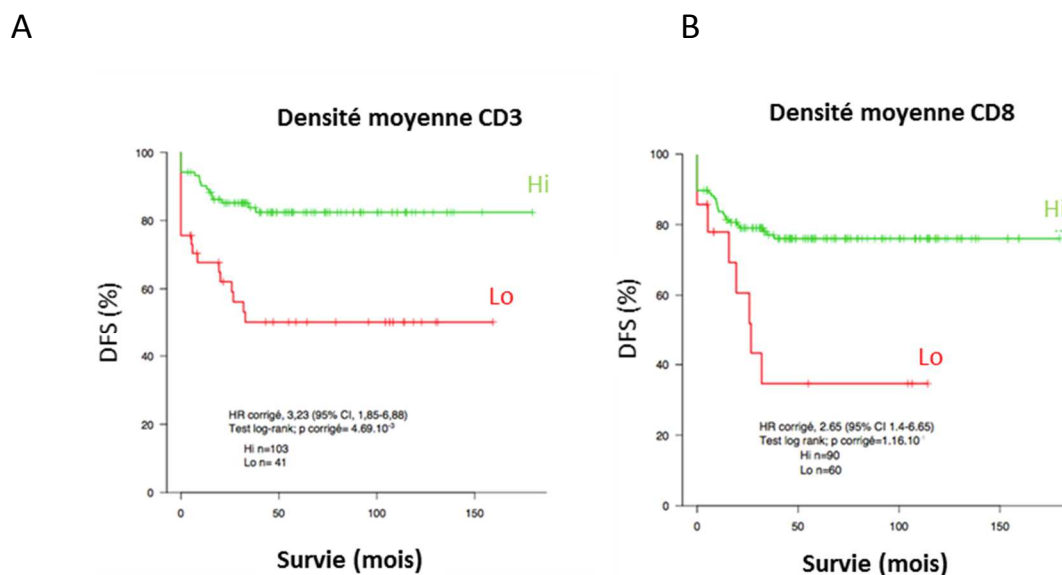 A
B
Densité moyenne CD3
100
80
60
40
20
0
DFS (%)
Hi
Lo
HR corrigé, 3,23 (95% CI, 1,85-6,88)
Test log-rank; p corrigé= 4.69.10⁻³
Hi n=103
Lo n= 41
0 50 100 150
Survie (mois)
Densité moyenne CD8
100
80
60
40
20
0
DFS (%)
Lo
HR corrigé, 2.65 (95% CI 1.4-6.65)
Test log rank; p corrigé=1.16.10
Hi n=90
Lo n=60
0 50 100 150
Survie (mois)